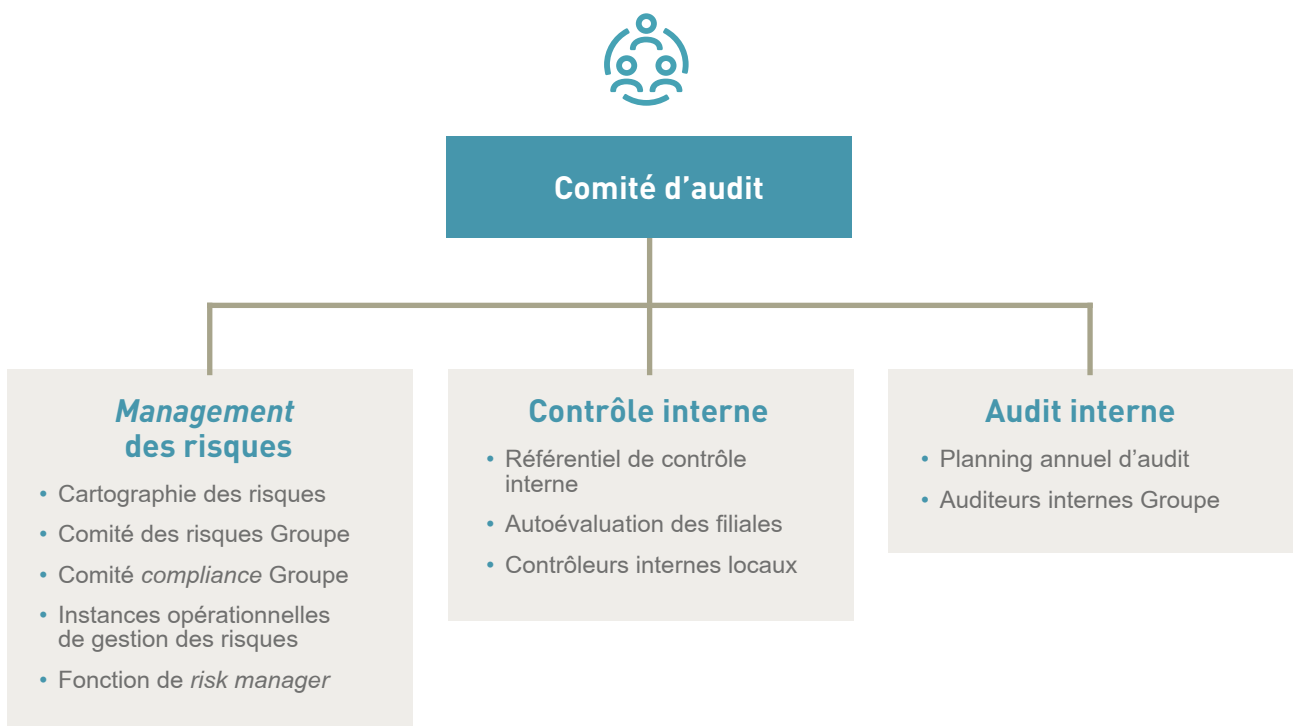 Comité d’audit
Management
des risques
• Cartographie des risques
• Comité des risques Groupe
• Comité compliance Groupe
• Instances opérationnelles
de gestion des risques
• Fonction de risk manager
Contrôle interne
• Référentiel de contrôle
interne
• Autoévaluation des filiales
• Contrôleurs internes locaux
Audit interne
• Planning annuel d’audit
• Auditeurs internes Groupe